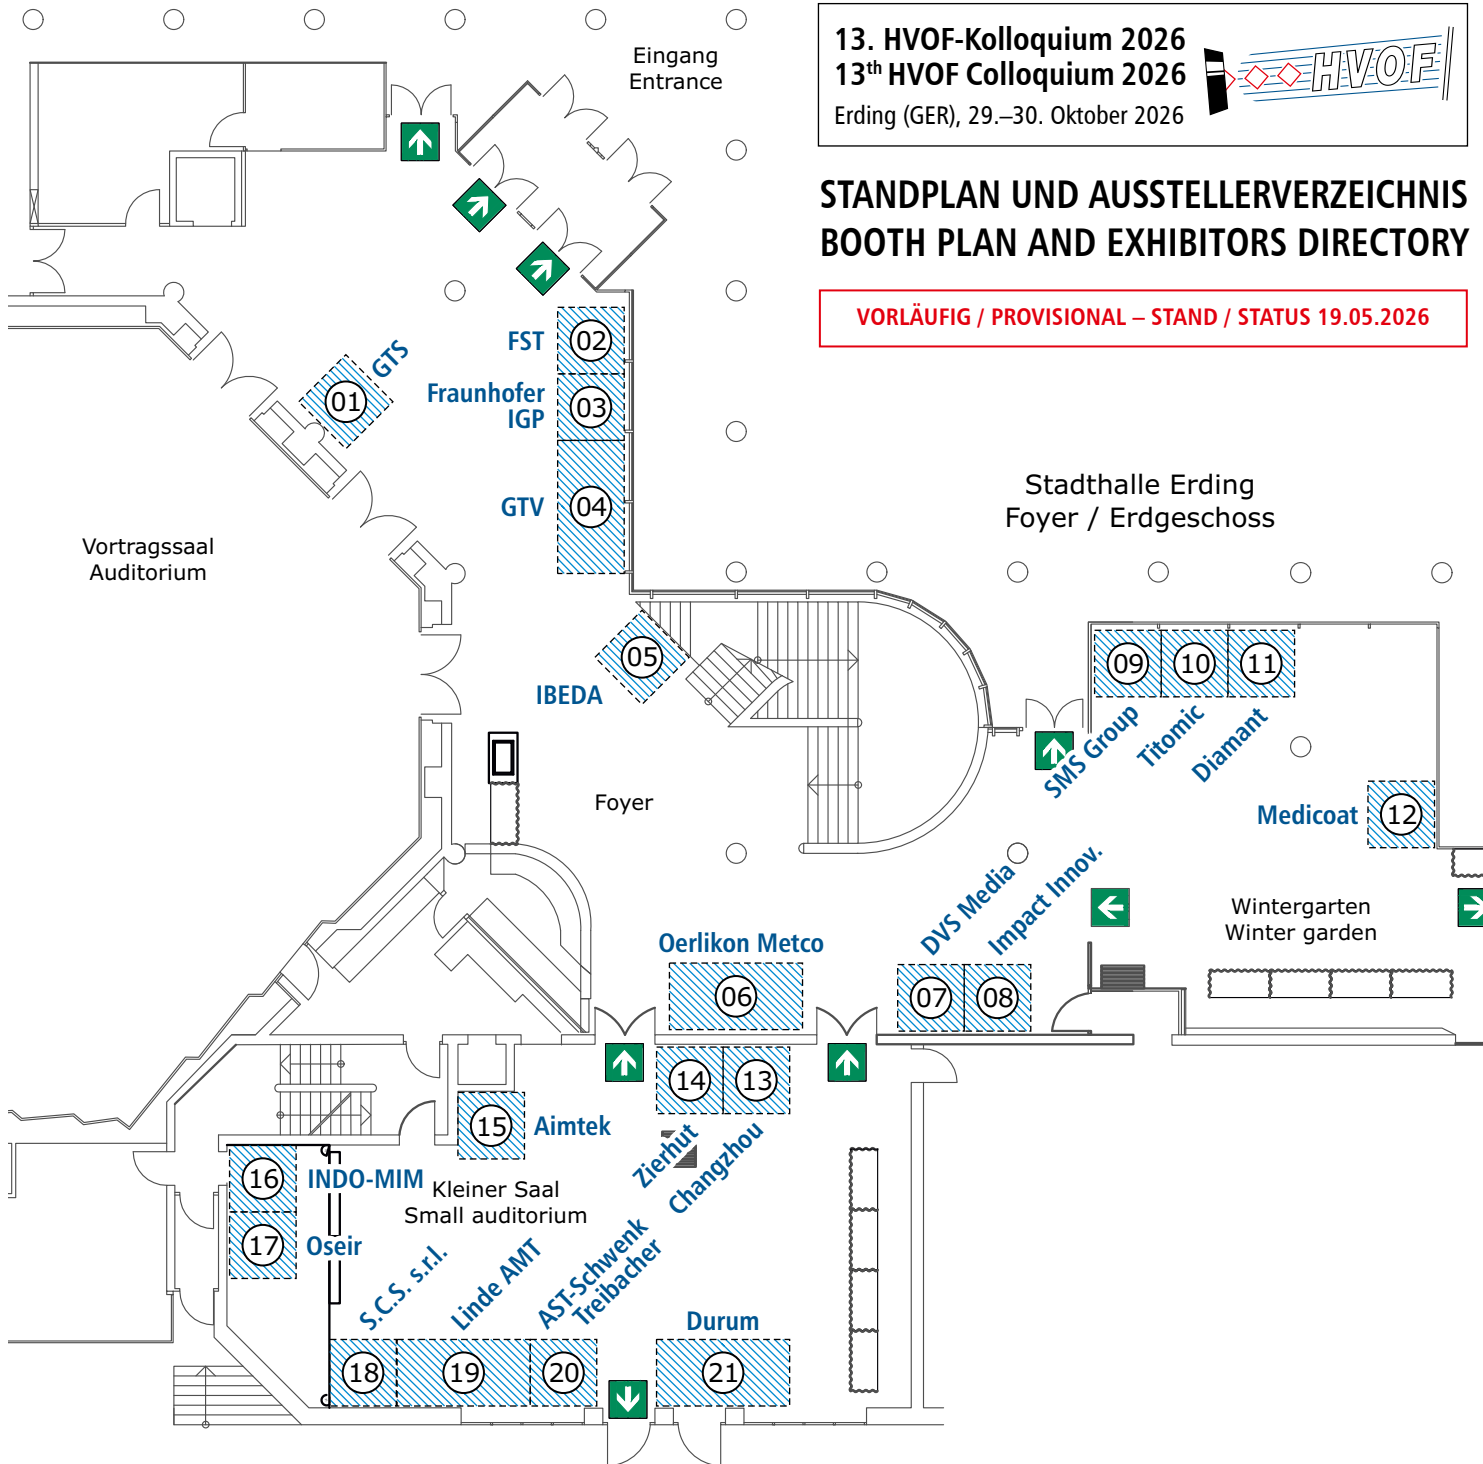 Eingang
Entrance
13. HVOF-Kolloquium 2026
13th HVOF Colloquium 2026
Erding (GER), 29.–30. Oktober 2026
HVOF
STANDPLAN UND AUSSTELLERVERZEICHNIS
BOOTH PLAN AND EXHIBITORS DIRECTORY
VORLÄUFIG / PROVISIONAL – STAND / STATUS 19.05.2026
01
GTS
FST
02
Fraunhofer
IGP
03
GTV
04
Stadthalle Erding
Foyer / Erdgeschoss
Vortragssaal
Auditorium
05
IBEDA
09
10
11
SMS Group
Titomic
Diamant
Foyer
Medicoat
12
Wintergarten
Winter garden
Oerlikon Metco
06
DVS Media
Impact Innov.
07
08
14
13
Zierhut
Changzhou
15
Aimtek
16
INDO-MIM
Kleiner Saal
Small auditorium
17
Oseir
S.C.S. s.r.l.
Linde AMT
AST-Schwenk
Treibacher
Durum
18
19
20
21